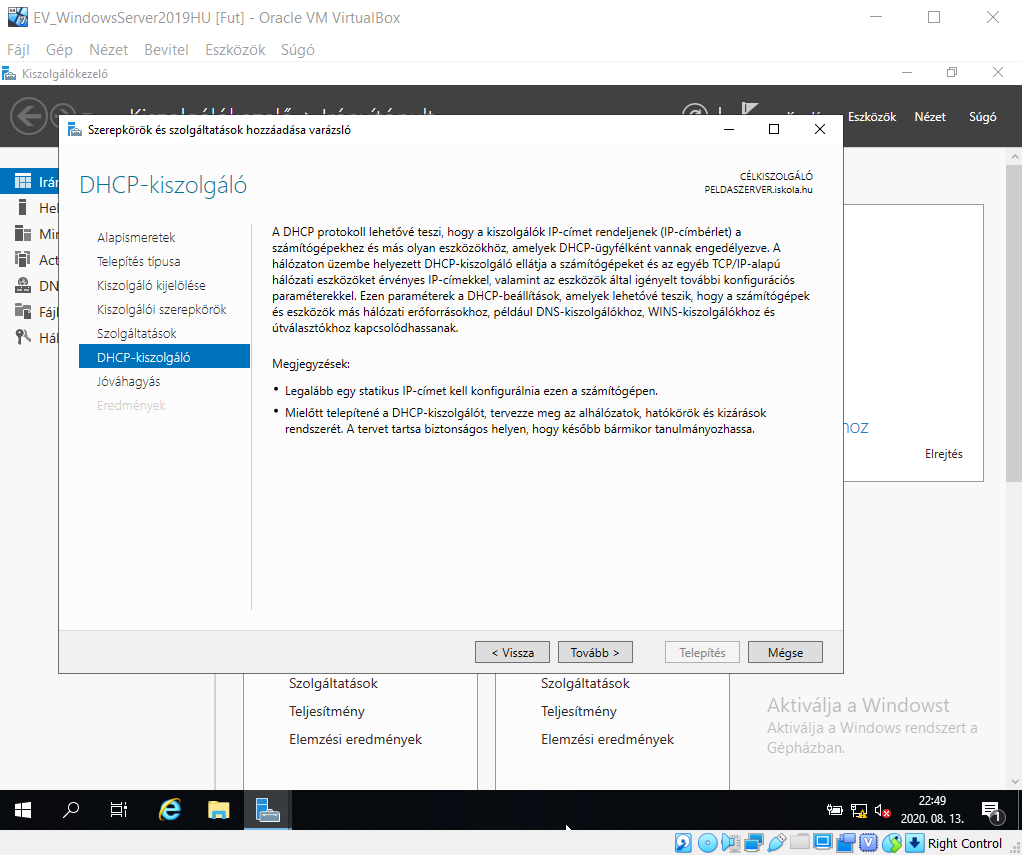 EV_WindowsServer2019HU [Fut] - Oracle VM VirtualBox
Fájl Gép Nézet Bevitel Eszközök Súgó
Kiszolgálókezelő
Eszközök Nézet Súgó
Szerepkörök és szolgáltatások hozzáadása varázsló
DHCP-kiszolgáló
CÉLKISZOLGÁLÓ
PELDASZERVER.iskola.hu
Alapismeretek
Telepítés típusa
Kiszolgáló kijelölése
Kiszolgálói szerepkörök
Szolgáltatások
DHCP-kiszolgáló
Jóváhagyás
Eredmények
A DHCP protokoll lehetővé teszi, hogy a kiszolgálók IP-címet rendeljenek (IP-címbérlet) a
számítógépekhez és más olyan eszközökhöz, amelyek DHCP-ügyfélként vannak engedélyezve. A
hálózaton üzembe helyezett DHCP-kiszolgáló ellátja a számítógépeket és az egyéb TCP/IP-alapú
hálózati eszközöket érvényes IP-címekkel, valamint az eszközök által igényelt további konfigurációs
paraméterekkel. Ezen paraméterek a DHCP-beállítások, amelyek lehetővé teszik, hogy a számítógépek
és eszközök más hálózati erőforrásokhoz, például DNS-kiszolgálókhoz, WINS-kiszolgálókhoz és
útválasztókhoz kapcsolódhassanak.
Megjegyzések:
• Legalább egy statikus IP-címet kell konfigurálnia ezen a számítógépen.
• Mielőtt telepítené a DHCP-kiszolgálót, tervezze meg az alhálózatok, hatókörök és kizárások
rendszerét. A tervet tartsa biztonságos helyen, hogy később bármikor tanulmányozhassa.
hoz
Elrejtés
< Vissza Tovább > Telepítés Mégse
Szolgáltatások
Teljesítmény
Elemzési eredmények
Szolgáltatások
Teljesítmény
Elemzési eredmények
Aktiválja a Windowst
Aktiválja a Windows rendszert a
Gépházban.
22:49
2020. 08. 13.
1
Right Control